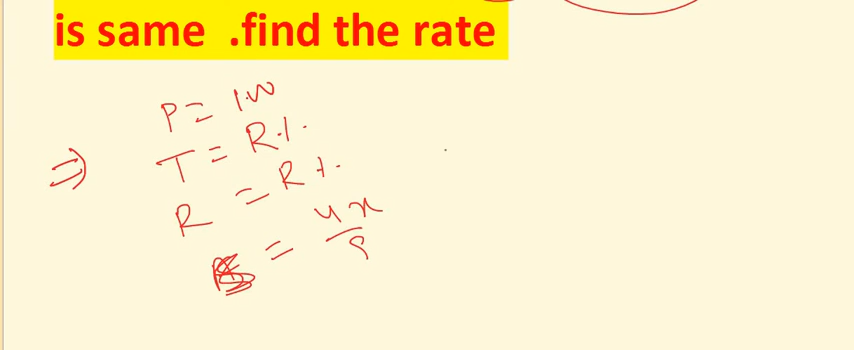 is same .find the rate
P = 100
T = R%.
⇒
R = R%.
= 4x/9